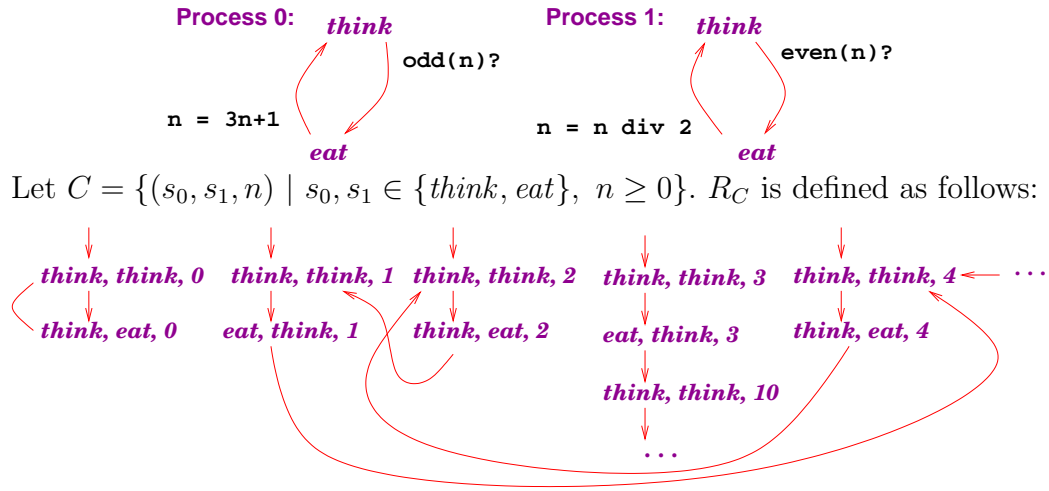 Process 0: think Process 1: think
odd(n)? even(n)?
n = 3n+1 n = n div 2
eat eat
Let C = {(s₀, s₁, n) | s₀, s₁ ∈ {think, eat}, n ≥ 0}. R_C is defined as follows:
think, think, 0 think, think, 1 think, think, 2 think, think, 3 think, think, 4 ···
think, eat, 0 eat, think, 1 think, eat, 2 eat, think, 3 think, eat, 4
think, think, 10
···